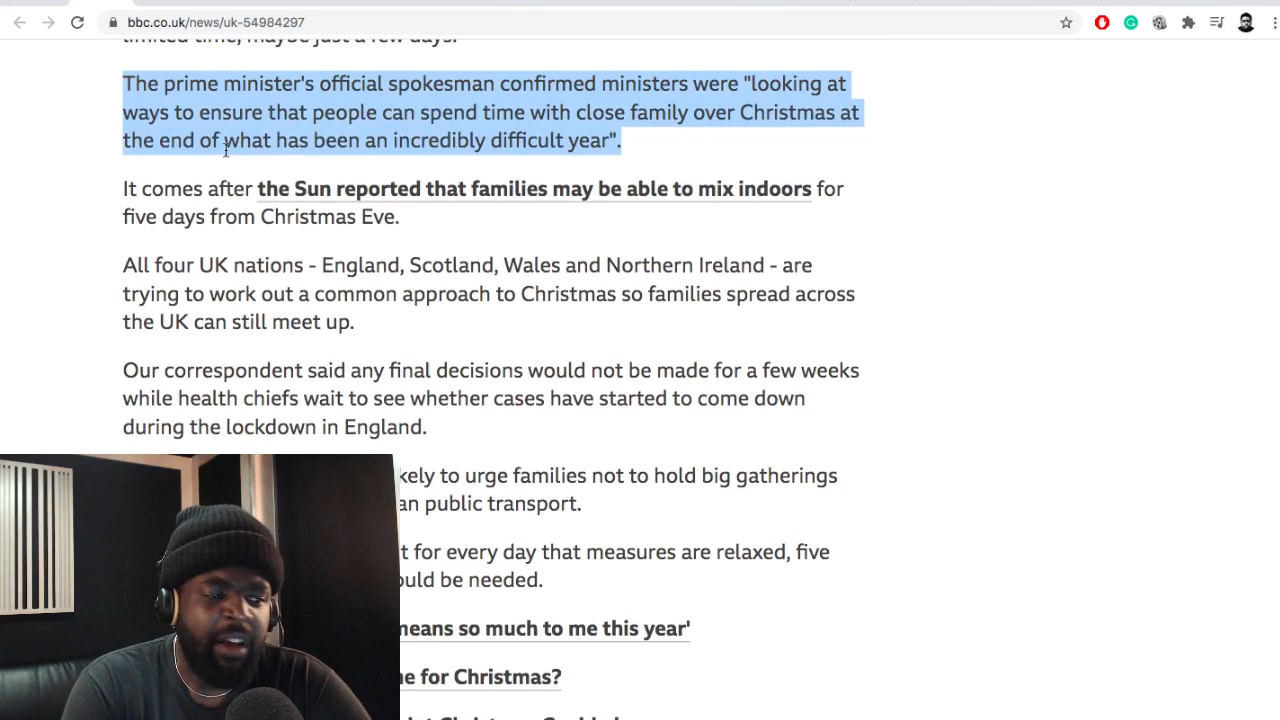 bbc.co.uk/news/uk-54984297
limited time, maybe just a few days.
The prime minister's official spokesman confirmed ministers were "looking at
ways to ensure that people can spend time with close family over Christmas at
the end of what has been an incredibly difficult year".
It comes after the Sun reported that families may be able to mix indoors for
five days from Christmas Eve.
All four UK nations - England, Scotland, Wales and Northern Ireland - are
trying to work out a common approach to Christmas so families spread across
the UK can still meet up.
Our correspondent said any final decisions would not be made for a few weeks
while health chiefs wait to see whether cases have started to come down
during the lockdown in England.
kely to urge families not to hold big gatherings
an public transport.
t for every day that measures are relaxed, five
ould be needed.
means so much to me this year'
ne for Christmas?